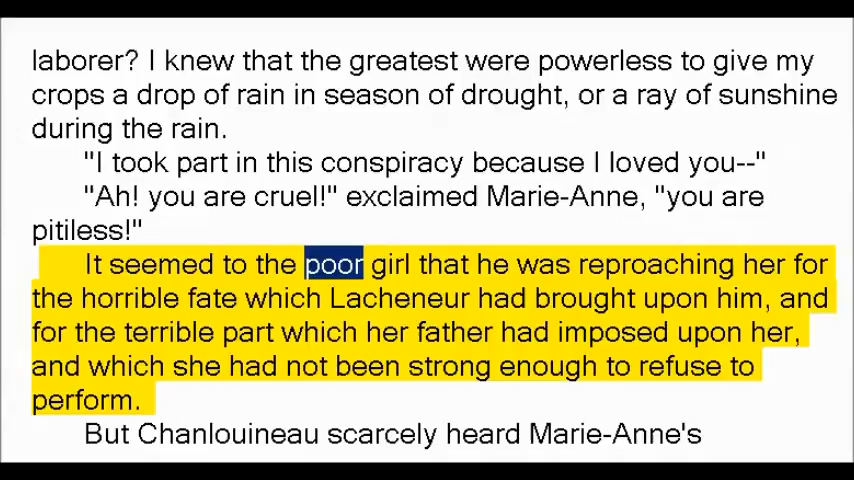 laborer? I knew that the greatest were powerless to give my
crops a drop of rain in season of drought, or a ray of sunshine
during the rain.
"I took part in this conspiracy because I loved you--"
"Ah! you are cruel!" exclaimed Marie-Anne, "you are
pitiless!"
It seemed to the poor girl that he was reproaching her for
the horrible fate which Lacheneur had brought upon him, and
for the terrible part which her father had imposed upon her,
and which she had not been strong enough to refuse to
perform.
But Chanlouineau scarcely heard Marie-Anne's